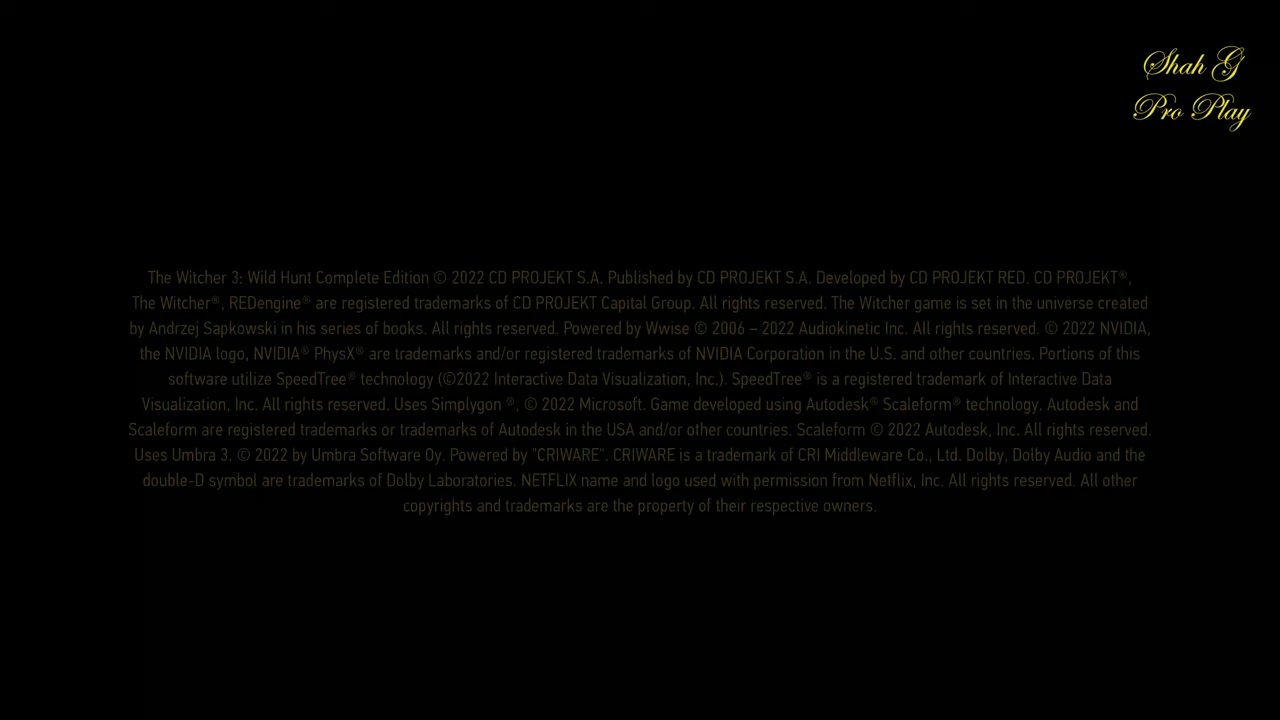 Shah G
Pro Play
The Witcher 3: Wild Hunt Complete Edition © 2022 CD PROJEKT S.A. Published by CD PROJEKT S.A. Developed by CD PROJEKT RED. CD PROJEKT®,
The Witcher®, REDengine® are registered trademarks of CD PROJEKT Capital Group. All rights reserved. The Witcher game is set in the universe created
by Andrzej Sapkowski in his series of books. All rights reserved. Powered by Wwise © 2006 – 2022 Audiokinetic Inc. All rights reserved. © 2022 NVIDIA,
the NVIDIA logo, NVIDIA® PhysX® are trademarks and/or registered trademarks of NVIDIA Corporation in the U.S. and other countries. Portions of this
software utilize SpeedTree® technology (©2022 Interactive Data Visualization, Inc.). SpeedTree® is a registered trademark of Interactive Data
Visualization, Inc. All rights reserved. Uses Simplygon ®, © 2022 Microsoft. Game developed using Autodesk® Scaleform® technology. Autodesk and
Scaleform are registered trademarks or trademarks of Autodesk in the USA and/or other countries. Scaleform © 2022 Autodesk, Inc. All rights reserved.
Uses Umbra 3. © 2022 by Umbra Software Oy. Powered by "CRIWARE". CRIWARE is a trademark of CRI Middleware Co., Ltd. Dolby, Dolby Audio and the
double-D symbol are trademarks of Dolby Laboratories. NETFLIX name and logo used with permission from Netflix, Inc. All rights reserved. All other
copyrights and trademarks are the property of their respective owners.